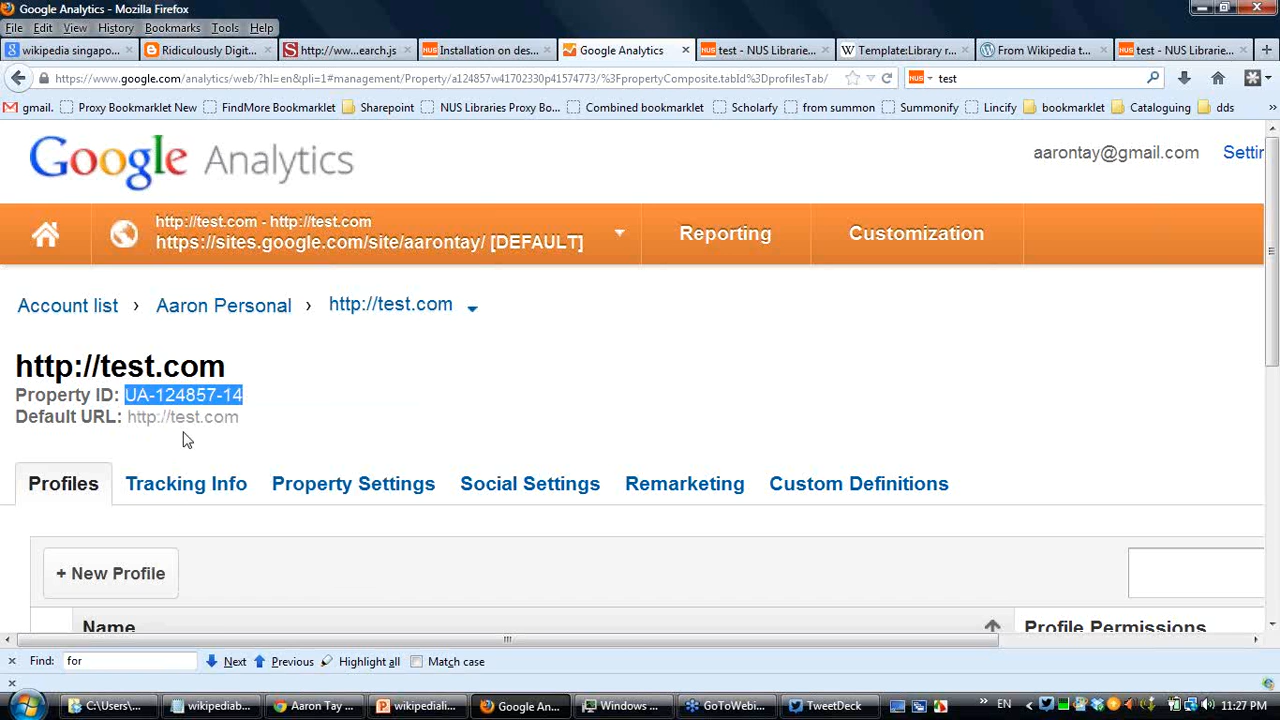 Google Analytics - Mozilla Firefox
File Edit View History Bookmarks Tools Help
wikipedia singapo...
Ridiculously Digit...
http://ww...earch.js
Installation on des...
Google Analytics
test - NUS Librarie...
Template:Library r...
From Wikipedia t...
test - NUS Librarie...
https://www.google.com/analytics/web/?hl=en&pli=1#management/Property/a124857w41702330p41574773/%3FpropertyComposite.tabId%3DprofilesTab/
NUS test
gmail. Proxy Bookmarklet New FindMore Bookmarklet Sharepoint NUS Libraries Proxy Bo... Combined bookmarklet Scholarfy from summon Summonify Lincify bookmarklet Cataloguing dds
Google Analytics
aarontay@gmail.com Settin
http://test.com - http://test.com
https://sites.google.com/site/aarontay/ [DEFAULT]
Reporting Customization
Account list › Aaron Personal › http://test.com
http://test.com
Property ID: UA-124857-14
Default URL: http://test.com
Profiles Tracking Info Property Settings Social Settings Remarketing Custom Definitions
+ New Profile
Name Profile Permissions
Find: for Next Previous Highlight all Match case
C:\Users\... wikipediab... Aaron Tay ... wikipediali... Google An... Windows ... GoToWebi... TweetDeck EN 11:27 PM